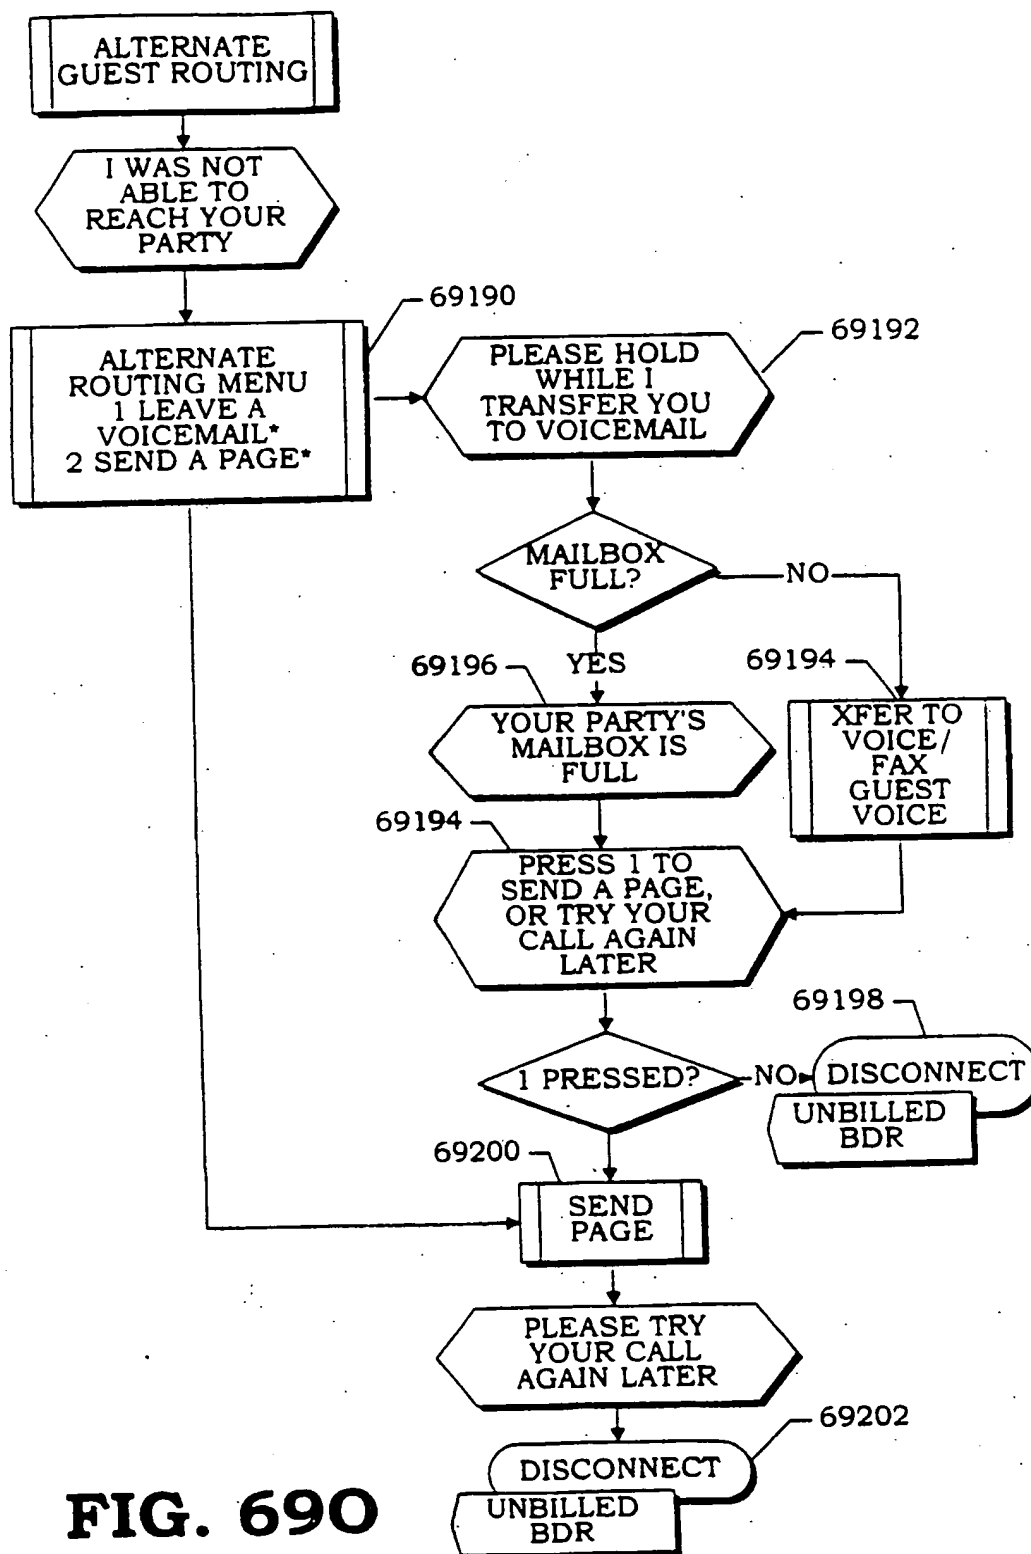 ALTERNATE
GUEST ROUTING
I WAS NOT
ABLE TO
REACH YOUR
PARTY
69190
ALTERNATE
ROUTING MENU
1 LEAVE A
VOICEMAIL*
2 SEND A PAGE*
69192
PLEASE HOLD
WHILE I
TRANSFER YOU
TO VOICEMAIL
MAILBOX
FULL?
NO
YES
69196
69194
YOUR PARTY'S
MAILBOX IS
FULL
XFER TO
VOICE/
FAX
GUEST
VOICE
69194
PRESS 1 TO
SEND A PAGE,
OR TRY YOUR
CALL AGAIN
LATER
69198
1 PRESSED?
NO
DISCONNECT
UNBILLED
BDR
69200
SEND
PAGE
PLEASE TRY
YOUR CALL
AGAIN LATER
69202
DISCONNECT
UNBILLED
BDR
FIG. 69O